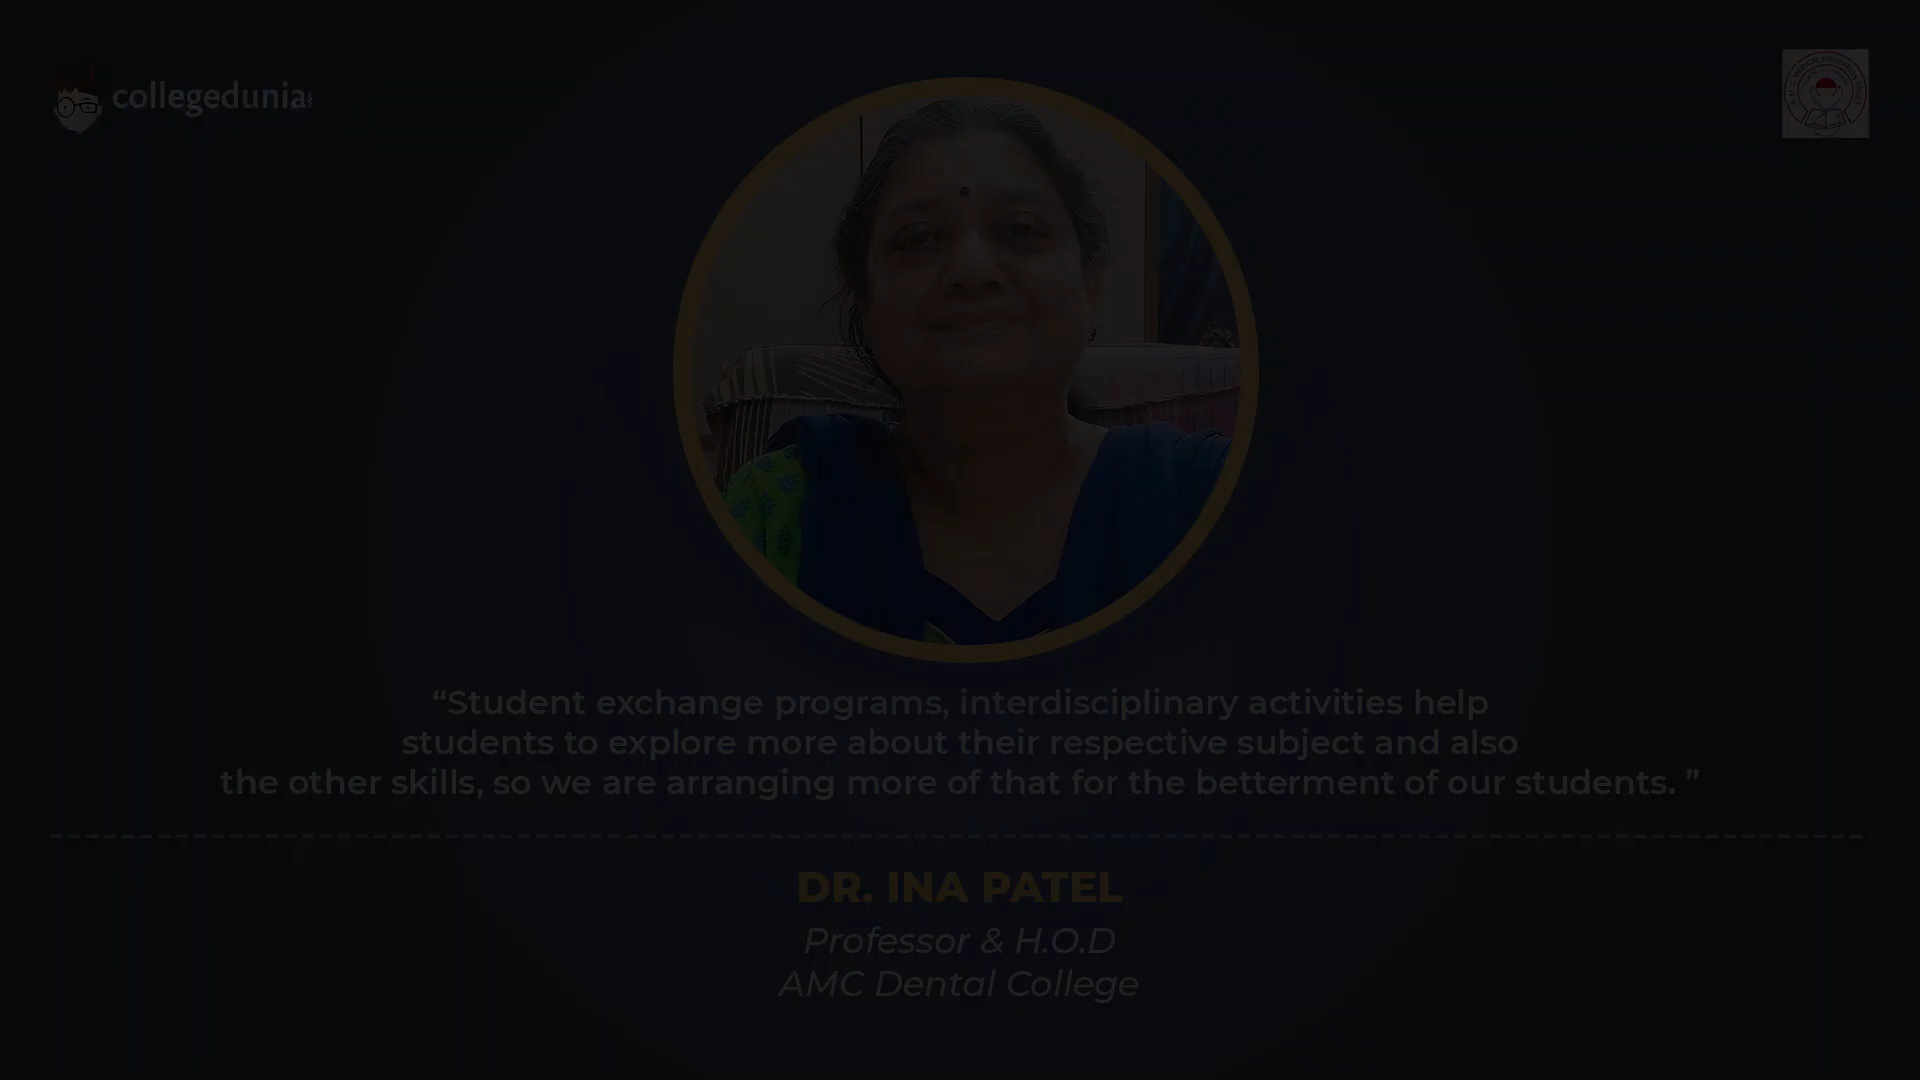 collegedunia
“Student exchange programs, interdisciplinary activities help
students to explore more about their respective subject and also
the other skills, so we are arranging more of that for the betterment of our students. ”
DR. INA PATEL
Professor & H.O.D
AMC Dental College